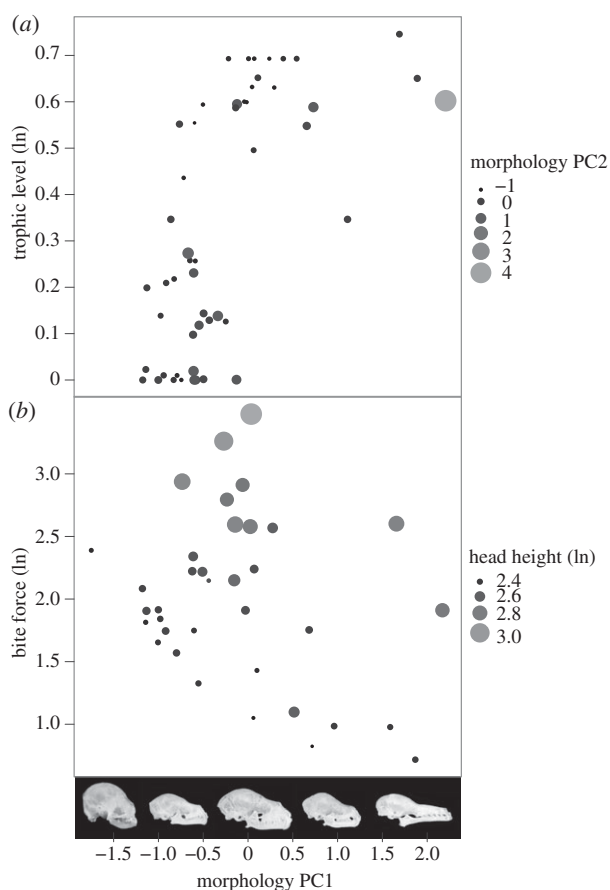 (a)
0.7
0.6
0.5
0.4
0.3
0.2
0.1
0
trophic level (ln)
morphology PC2
−1
0
1
2
3
4
(b)
3.0
2.5
2.0
1.5
1.0
bite force (ln)
head height (ln)
2.4
2.6
2.8
3.0
−1.5 −1.0 −0.5 0 0.5 1.0 1.5 2.0
morphology PC1